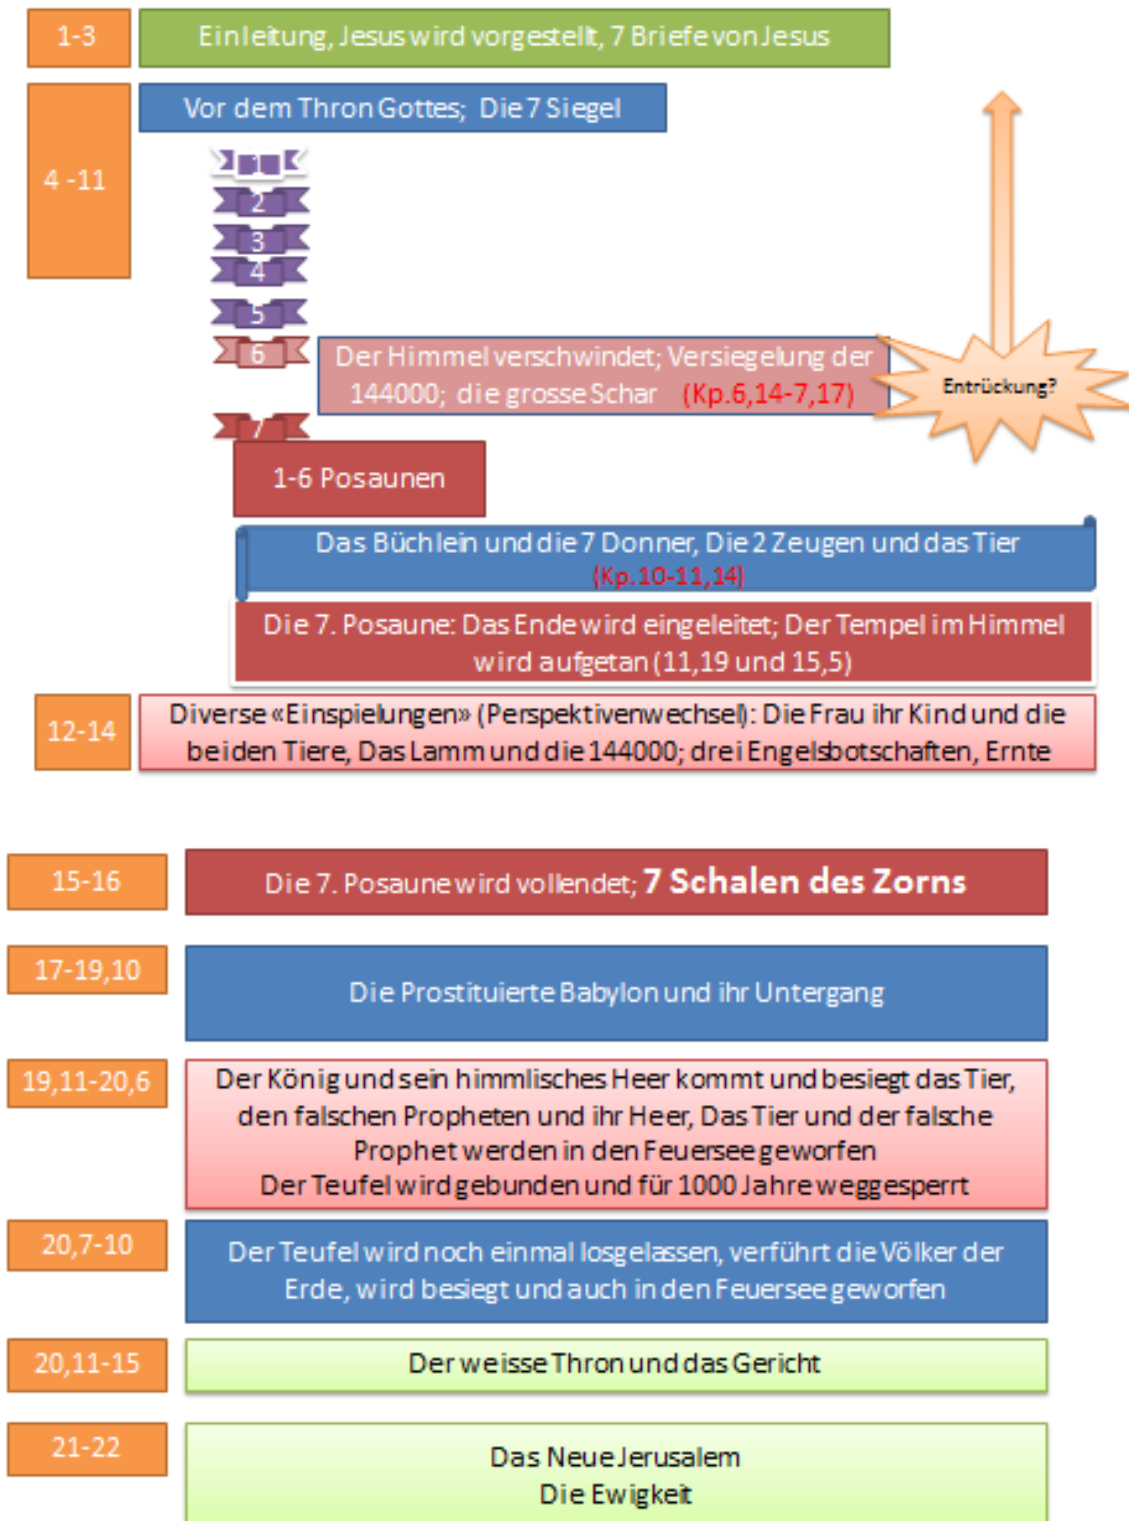 1-3
Einleitung, Jesus wird vorgestellt, 7 Briefe von Jesus
4 -11
Vor dem Thron Gottes; Die 7 Siegel
1
2
3
4
5
6
Der Himmel verschwindet; Versiegelung der
144000; die grosse Schar (Kp.6,14-7,17)
Entrückung?
7
1-6 Posaunen
Das Büchlein und die 7 Donner, Die 2 Zeugen und das Tier
(Kp.10-11,14)
Die 7. Posaune: Das Ende wird eingeleitet; Der Tempel im Himmel
wird aufgetan (11,19 und 15,5)
12-14
Diverse «Einspielungen» (Perspektivenwechsel): Die Frau ihr Kind und die
beiden Tiere, Das Lamm und die 144000; drei Engelsbotschaften, Ernte
15-16
Die 7. Posaune wird vollendet; 7 Schalen des Zorns
17-19,10
Die Prostituierte Babylon und ihr Untergang
19,11-20,6
Der König und sein himmlisches Heer kommt und besiegt das Tier,
den falschen Propheten und ihr Heer, Das Tier und der falsche
Prophet werden in den Feuersee geworfen
Der Teufel wird gebunden und für 1000 Jahre weggesperrt
20,7-10
Der Teufel wird noch einmal losgelassen, verführt die Völker der
Erde, wird besiegt und auch in den Feuersee geworfen
20,11-15
Der weisse Thron und das Gericht
21-22
Das Neue Jerusalem
Die Ewigkeit